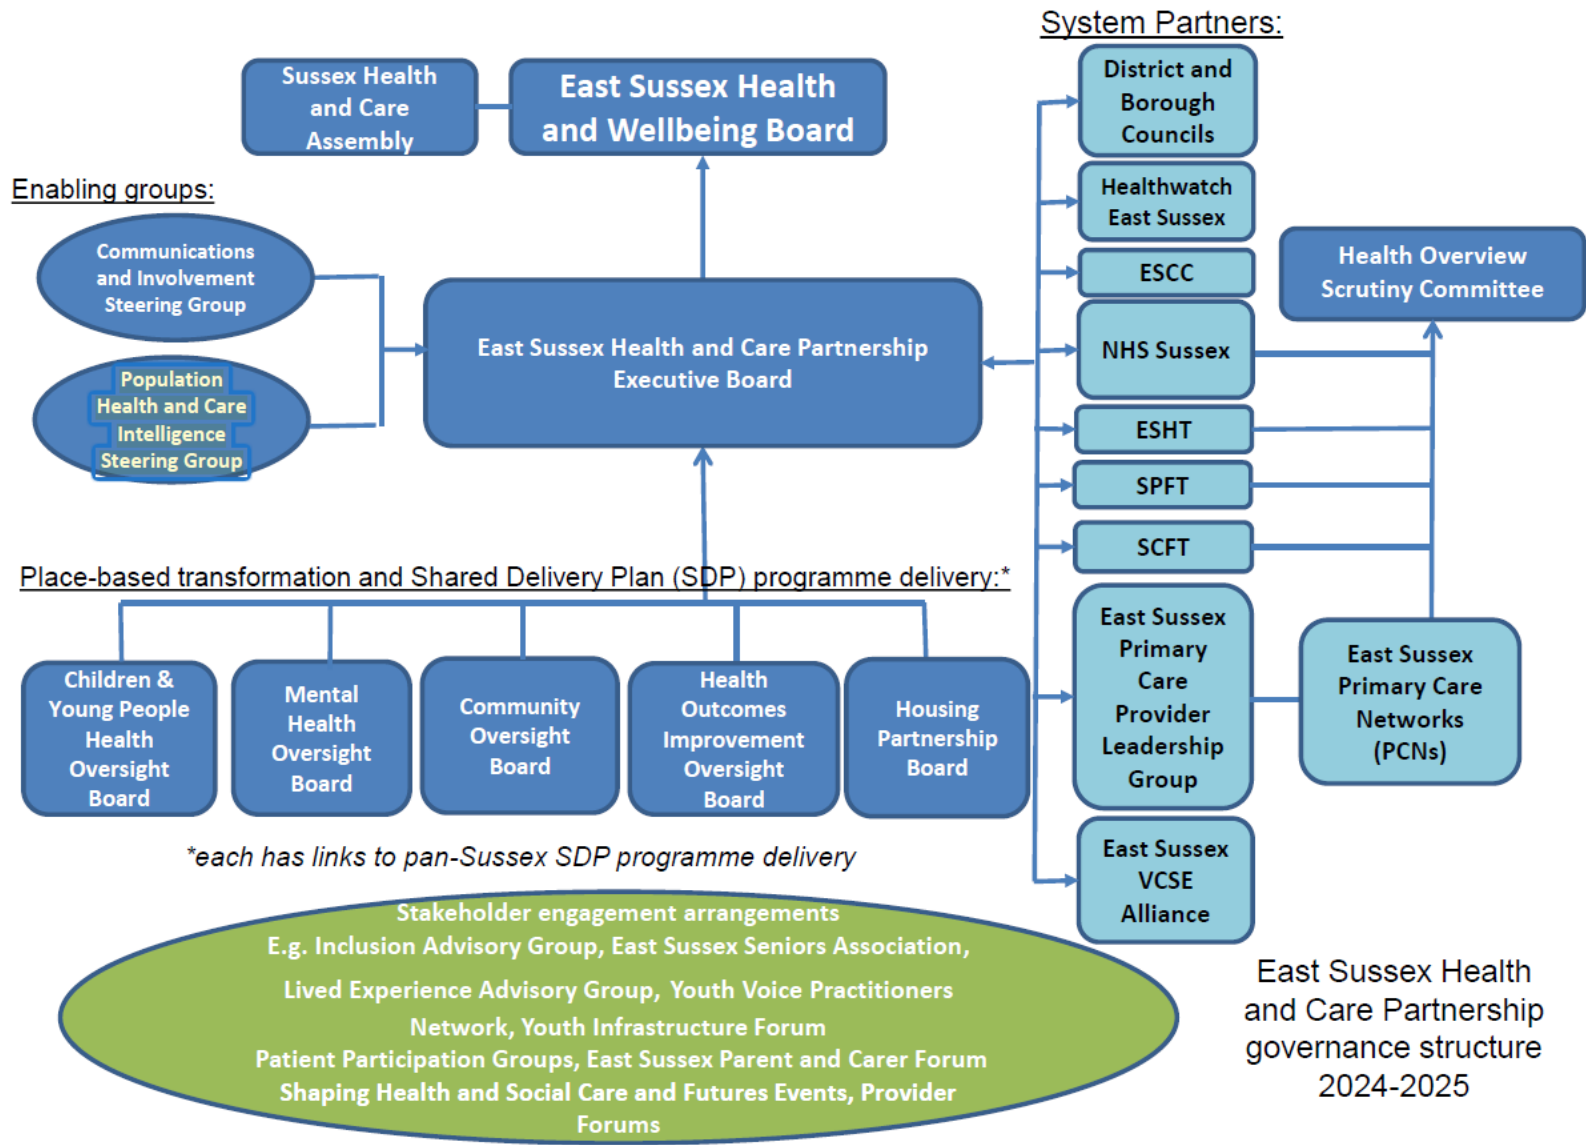 System Partners:
Sussex Health
and Care
Assembly
East Sussex Health
and Wellbeing Board
District and
Borough
Councils
Enabling groups:
Healthwatch
East Sussex
Communications
and Involvement
Steering Group
ESCC
Health Overview
Scrutiny Committee
East Sussex Health and Care Partnership
Executive Board
NHS Sussex
Population
Health and Care
Intelligence
Steering Group
ESHT
SPFT
SCFT
Place-based transformation and Shared Delivery Plan (SDP) programme delivery:*
Children &
Young People
Health
Oversight
Board
Mental
Health
Oversight
Board
Community
Oversight
Board
Health
Outcomes
Improvement
Oversight
Board
Housing
Partnership
Board
East Sussex
Primary
Care
Provider
Leadership
Group
East Sussex
Primary Care
Networks
(PCNs)
*each has links to pan-Sussex SDP programme delivery
East Sussex
VCSE
Alliance
Stakeholder engagement arrangements
E.g. Inclusion Advisory Group, East Sussex Seniors Association,
Lived Experience Advisory Group, Youth Voice Practitioners
Network, Youth Infrastructure Forum
Patient Participation Groups, East Sussex Parent and Carer Forum
Shaping Health and Social Care and Futures Events, Provider
Forums
East Sussex Health
and Care Partnership
governance structure
2024-2025